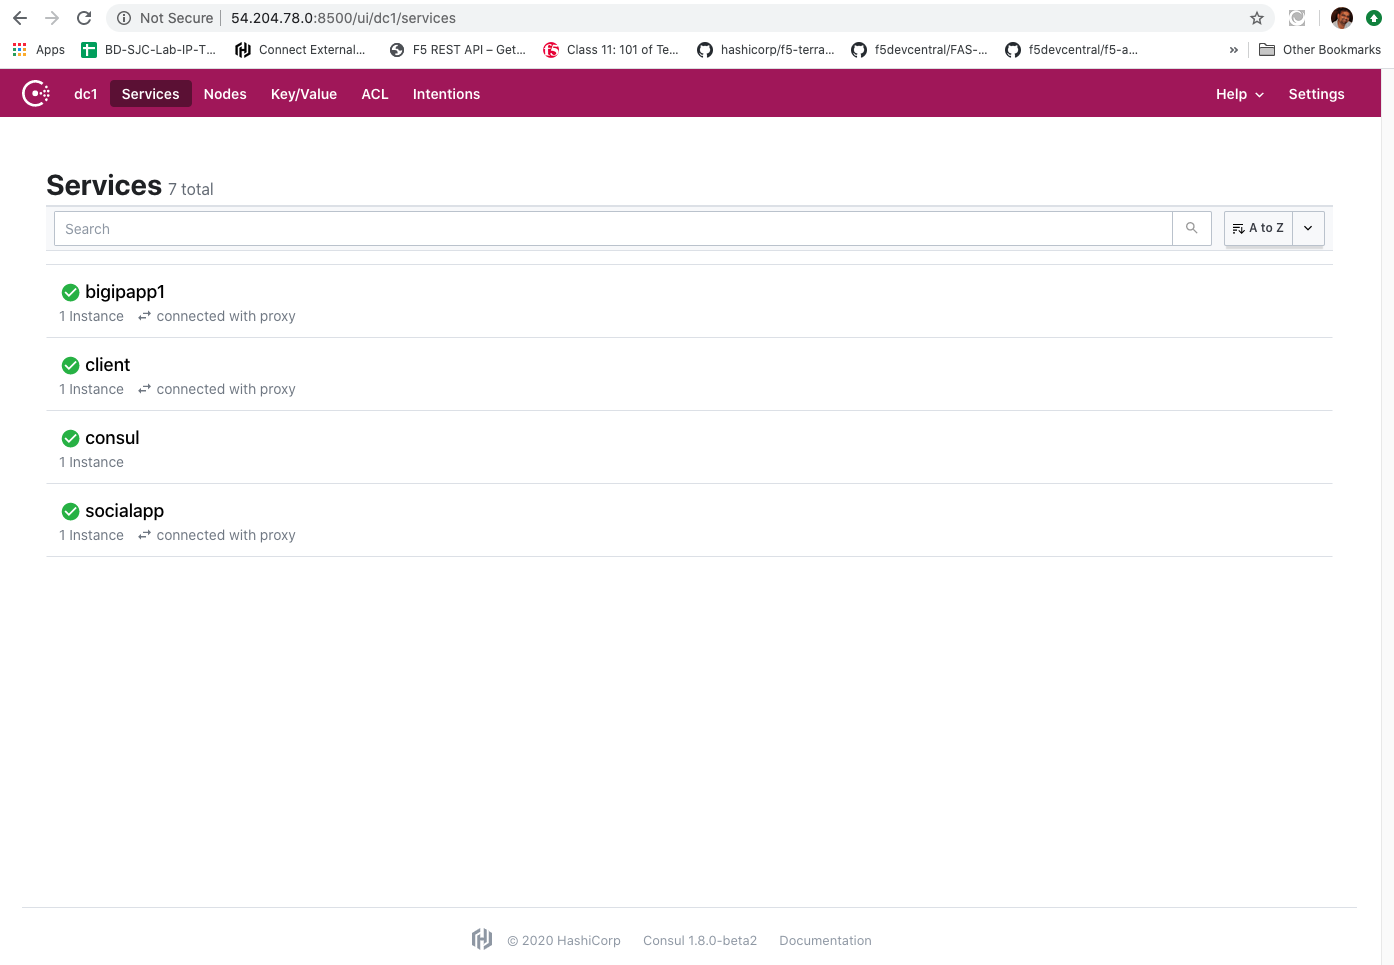 Not Secure | 54.204.78.0:8500/ui/dc1/services
Apps BD-SJC-Lab-IP-T... Connect External... F5 REST API – Get... Class 11: 101 of Te... hashicorp/f5-terra... f5devcentral/FAS-... f5devcentral/f5-a... » Other Bookmarks
dc1 Services Nodes Key/Value ACL Intentions Help Settings
Services 7 total
Search A to Z
bigipapp1
1 Instance connected with proxy
client
1 Instance connected with proxy
consul
1 Instance
socialapp
1 Instance connected with proxy
© 2020 HashiCorp Consul 1.8.0-beta2 Documentation